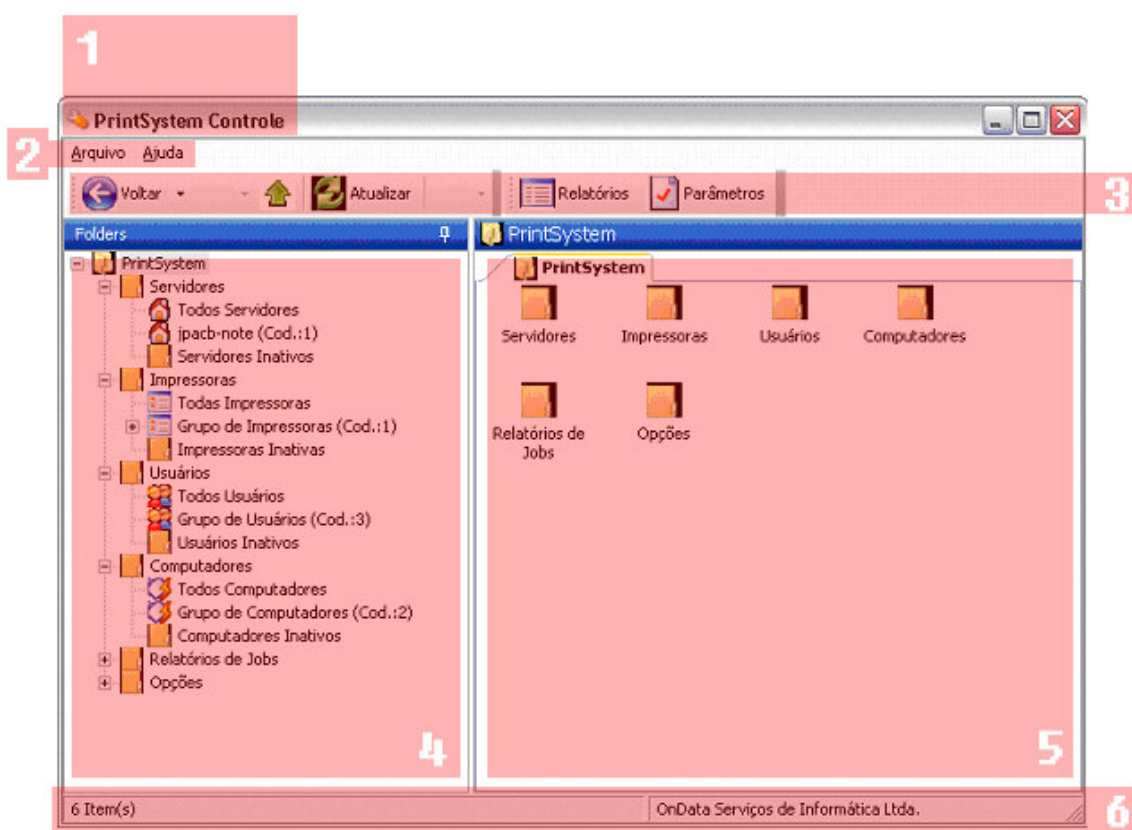 1
PrintSystem Controle
2
Arquivo Ajuda
Voltar Atualizar Relatórios Parâmetros
3
Folders
PrintSystem
Servidores
Todos Servidores
jpacb-note (Cod.:1)
Servidores Inativos
Impressoras
Todas Impressoras
Grupo de Impressoras (Cod.:1)
Impressoras Inativas
Usuários
Todos Usuários
Grupo de Usuários (Cod.:3)
Usuários Inativos
Computadores
Todos Computadores
Grupo de Computadores (Cod.:2)
Computadores Inativos
Relatórios de Jobs
Opções
4
PrintSystem
PrintSystem
Servidores Impressoras Usuários Computadores
Relatórios de
Jobs
Opções
5
6 Item(s)
OnData Serviços de Informática Ltda.
6